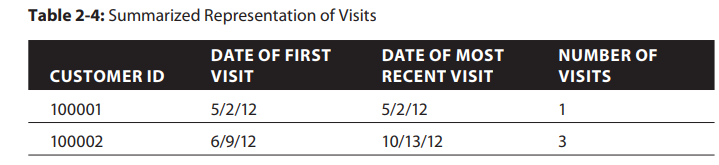 Table 2-4: Summarized Representation of Visits
CUSTOMER ID DATE OF FIRST VISIT DATE OF MOST RECENT VISIT NUMBER OF VISITS
100001 5/2/12 5/2/12 1
100002 6/9/12 10/13/12 3